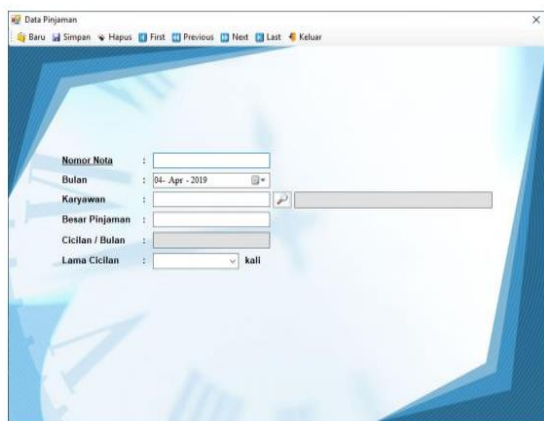 Data Pinjaman
Baru Simpan Hapus First Previous Next Last Keluar
Nomor Nota :
Bulan : 04- Apr - 2019
Karyawan :
Besar Pinjaman :
Cicilan / Bulan :
Lama Cicilan : kali